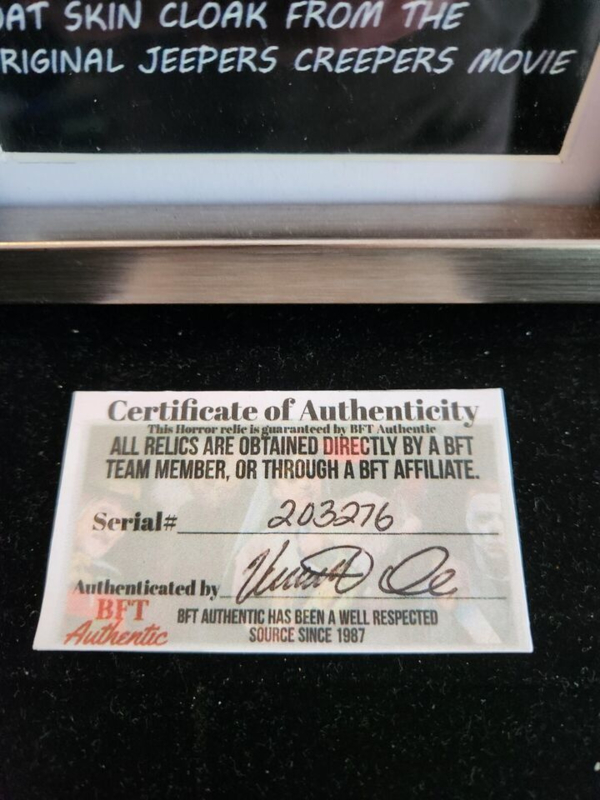 OAT SKIN CLOAK FROM THE
RIGINAL JEEPERS CREEPERS MOVIE
Certificate of Authenticity
This Horror relic is guaranteed by BFT Authentic
ALL RELICS ARE OBTAINED DIRECTLY BY A BFT
TEAM MEMBER, OR THROUGH A BFT AFFILIATE.
Serial# 203276
Authenticated by
BFT
Authentic
BFT AUTHENTIC HAS BEEN A WELL RESPECTED
SOURCE SINCE 1987